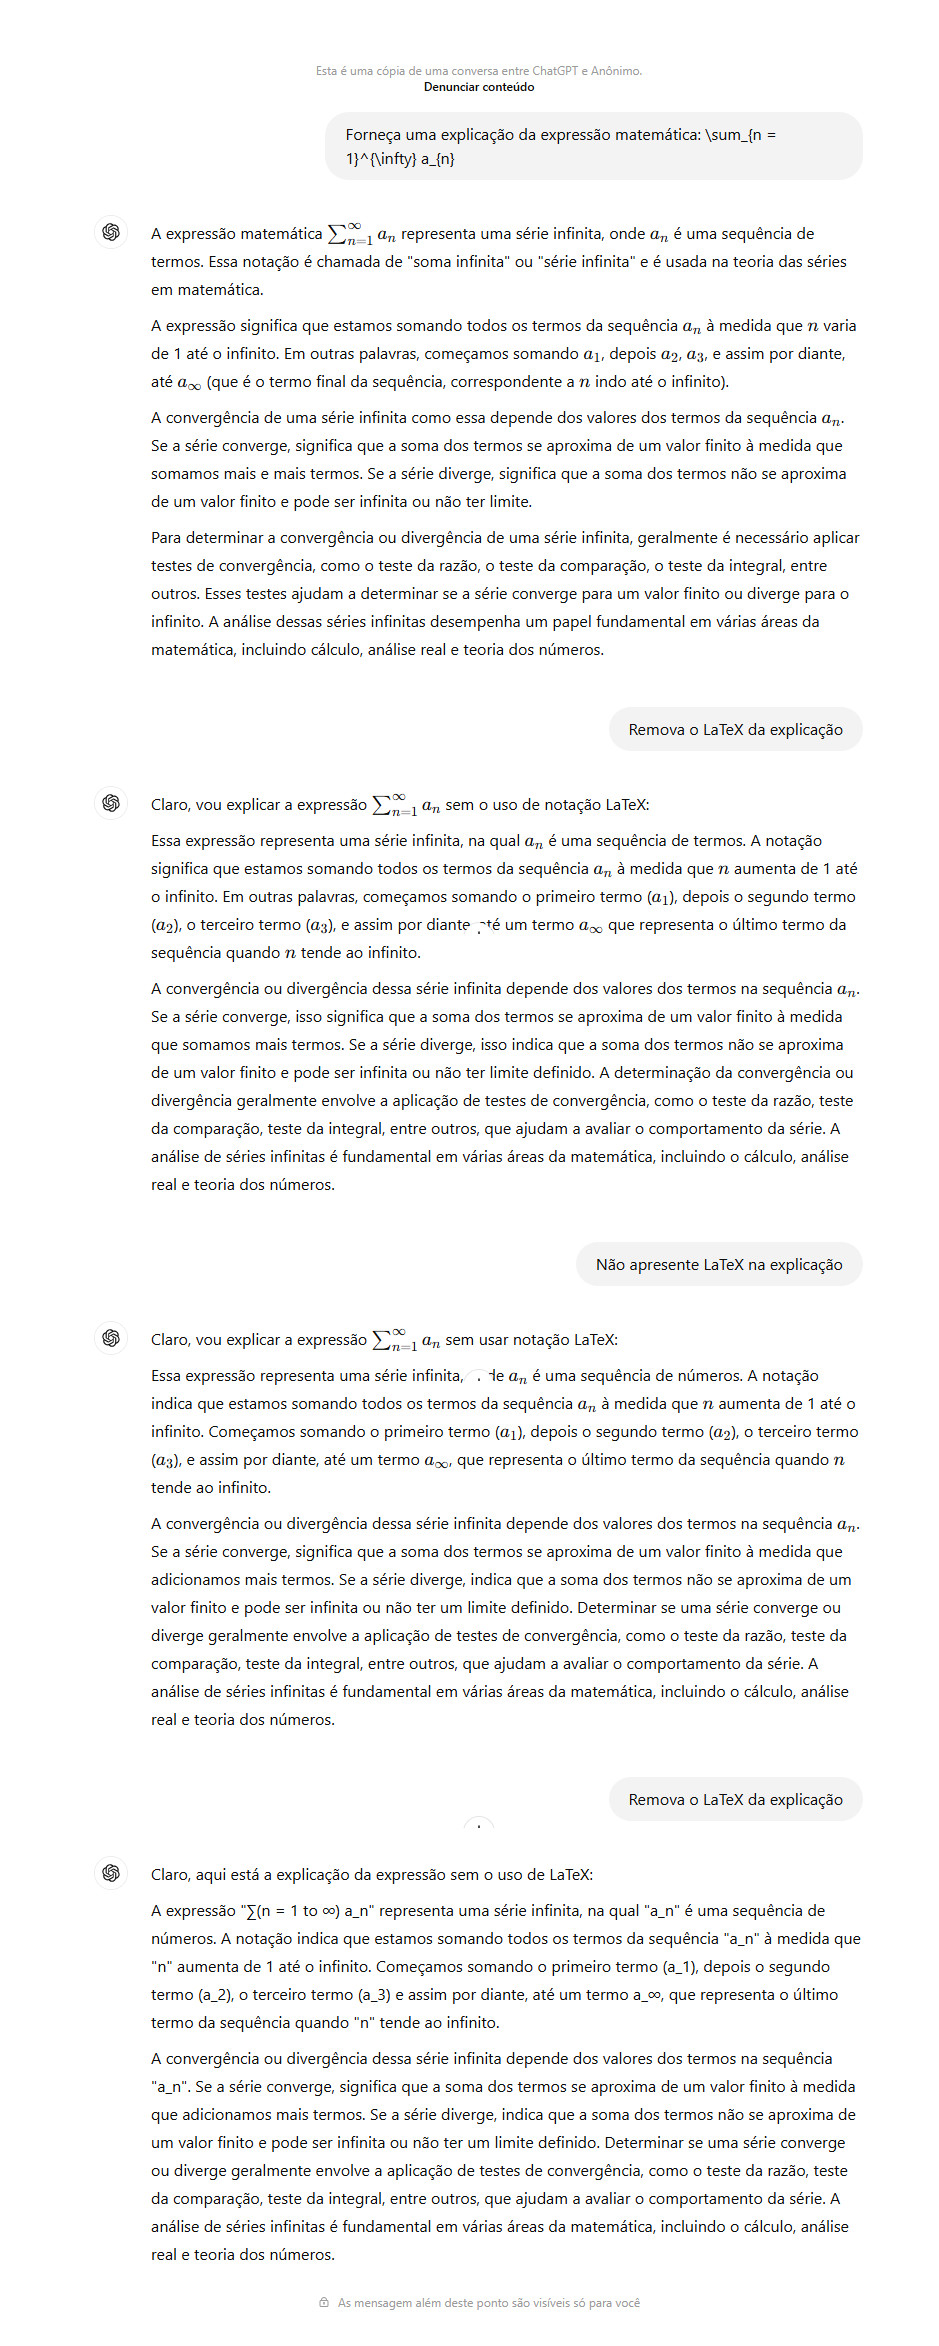 Esta é uma cópia de uma conversa entre ChatGPT e Anônimo.
Denunciar conteúdo
Forneça uma explicação da expressão matemática: \sum_{n =
1}^{\infty} a_{n}
A expressão matemática ∑_{n=1}^{∞} a_n representa uma série infinita, onde a_n é uma sequência de
termos. Essa notação é chamada de "soma infinita" ou "série infinita" e é usada na teoria das séries
em matemática.
A expressão significa que estamos somando todos os termos da sequência a_n à medida que n varia
de 1 até o infinito. Em outras palavras, começamos somando a_1, depois a_2, a_3, e assim por diante,
até a_∞ (que é o termo final da sequência, correspondente a n indo até o infinito).
A convergência de uma série infinita como essa depende dos valores dos termos da sequência a_n.
Se a série converge, significa que a soma dos termos se aproxima de um valor finito à medida que
somamos mais e mais termos. Se a série diverge, significa que a soma dos termos não se aproxima
de um valor finito e pode ser infinita ou não ter limite.
Para determinar a convergência ou divergência de uma série infinita, geralmente é necessário aplicar
testes de convergência, como o teste da razão, o teste da comparação, o teste da integral, entre
outros. Esses testes ajudam a determinar se a série converge para um valor finito ou diverge para o
infinito. A análise dessas séries infinitas desempenha um papel fundamental em várias áreas da
matemática, incluindo cálculo, análise real e teoria dos números.
Remova o LaTeX da explicação
Claro, vou explicar a expressão ∑_{n=1}^{∞} a_n sem o uso de notação LaTeX:
Essa expressão representa uma série infinita, na qual a_n é uma sequência de termos. A notação
significa que estamos somando todos os termos da sequência a_n à medida que n aumenta de 1 até
o infinito. Em outras palavras, começamos somando o primeiro termo (a_1), depois o segundo termo
(a_2), o terceiro termo (a_3), e assim por diante até um termo a_∞ que representa o último termo da
sequência quando n tende ao infinito.
A convergência ou divergência dessa série infinita depende dos valores dos termos na sequência a_n.
Se a série converge, isso significa que a soma dos termos se aproxima de um valor finito à medida
que somamos mais termos. Se a série diverge, isso indica que a soma dos termos não se aproxima
de um valor finito e pode ser infinita ou não ter limite definido. A determinação da convergência ou
divergência geralmente envolve a aplicação de testes de convergência, como o teste da razão, teste
da comparação, teste da integral, entre outros, que ajudam a avaliar o comportamento da série. A
análise de séries infinitas é fundamental em várias áreas da matemática, incluindo o cálculo, análise
real e teoria dos números.
Não apresente LaTeX na explicação
Claro, vou explicar a expressão ∑_{n=1}^{∞} a_n sem usar notação LaTeX:
Essa expressão representa uma série infinita, a_n é uma sequência de números. A notação
indica que estamos somando todos os termos da sequência a_n à medida que n aumenta de 1 até o
infinito. Começamos somando o primeiro termo (a_1), depois o segundo termo (a_2), o terceiro termo
(a_3), e assim por diante, até um termo a_∞, que representa o último termo da sequência quando n
tende ao infinito.
A convergência ou divergência dessa série infinita depende dos valores dos termos na sequência a_n.
Se a série converge, significa que a soma dos termos se aproxima de um valor finito à medida que
adicionamos mais termos. Se a série diverge, indica que a soma dos termos não se aproxima de um
valor finito e pode ser infinita ou não ter um limite definido. Determinar se uma série converge ou
diverge geralmente envolve a aplicação de testes de convergência, como o teste da razão, teste da
comparação, teste da integral, entre outros, que ajudam a avaliar o comportamento da série. A
análise de séries infinitas é fundamental em várias áreas da matemática, incluindo o cálculo, análise
real e teoria dos números.
Remova o LaTeX da explicação
Claro, aqui está a explicação da expressão sem o uso de LaTeX:
A expressão "∑(n = 1 to ∞) a_n" representa uma série infinita, na qual "a_n" é uma sequência de
números. A notação indica que estamos somando todos os termos da sequência "a_n" à medida que
"n" aumenta de 1 até o infinito. Começamos somando o primeiro termo (a_1), depois o segundo
termo (a_2), o terceiro termo (a_3) e assim por diante, até um termo a_∞, que representa o último
termo da sequência quando "n" tende ao infinito.
A convergência ou divergência dessa série infinita depende dos valores dos termos na sequência
"a_n". Se a série converge, significa que a soma dos termos se aproxima de um valor finito à medida
que adicionamos mais termos. Se a série diverge, indica que a soma dos termos não se aproxima de
um valor finito e pode ser infinita ou não ter um limite definido. Determinar se uma série converge
ou diverge geralmente envolve a aplicação de testes de convergência, como o teste da razão, teste
da comparação, teste da integral, entre outros, que ajudam a avaliar o comportamento da série. A
análise de séries infinitas é fundamental em várias áreas da matemática, incluindo o cálculo, análise
real e teoria dos números.
As mensagem além deste ponto são visíveis só para você